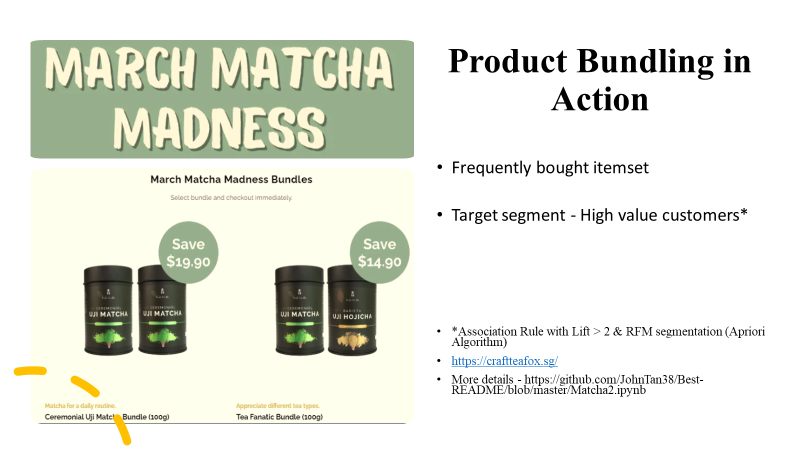 MARCH MATCHA
MADNESS
March Matcha Madness Bundles
Select bundle and checkout immediately.
Save
$19.90
Save
$14.90
CEREMONIAL
UJI MATCHA
CEREMONIAL
UJI MATCHA
CEREMONIAL
UJI MATCHA
BARISTA
UJI HOJICHA
Matcha for a daily routine.
Ceremonial Uji Matcha Bundle (100g)
Appreciate different tea types.
Tea Fanatic Bundle (100g)
Product Bundling in
Action
• Frequently bought itemset
• Target segment - High value customers*
• *Association Rule with Lift > 2 & RFM segmentation (Apriori
Algorithm)
• https://craftteafox.sg/
• More details - https://github.com/JohnTan38/Best-
README/blob/master/Matcha2.ipynb